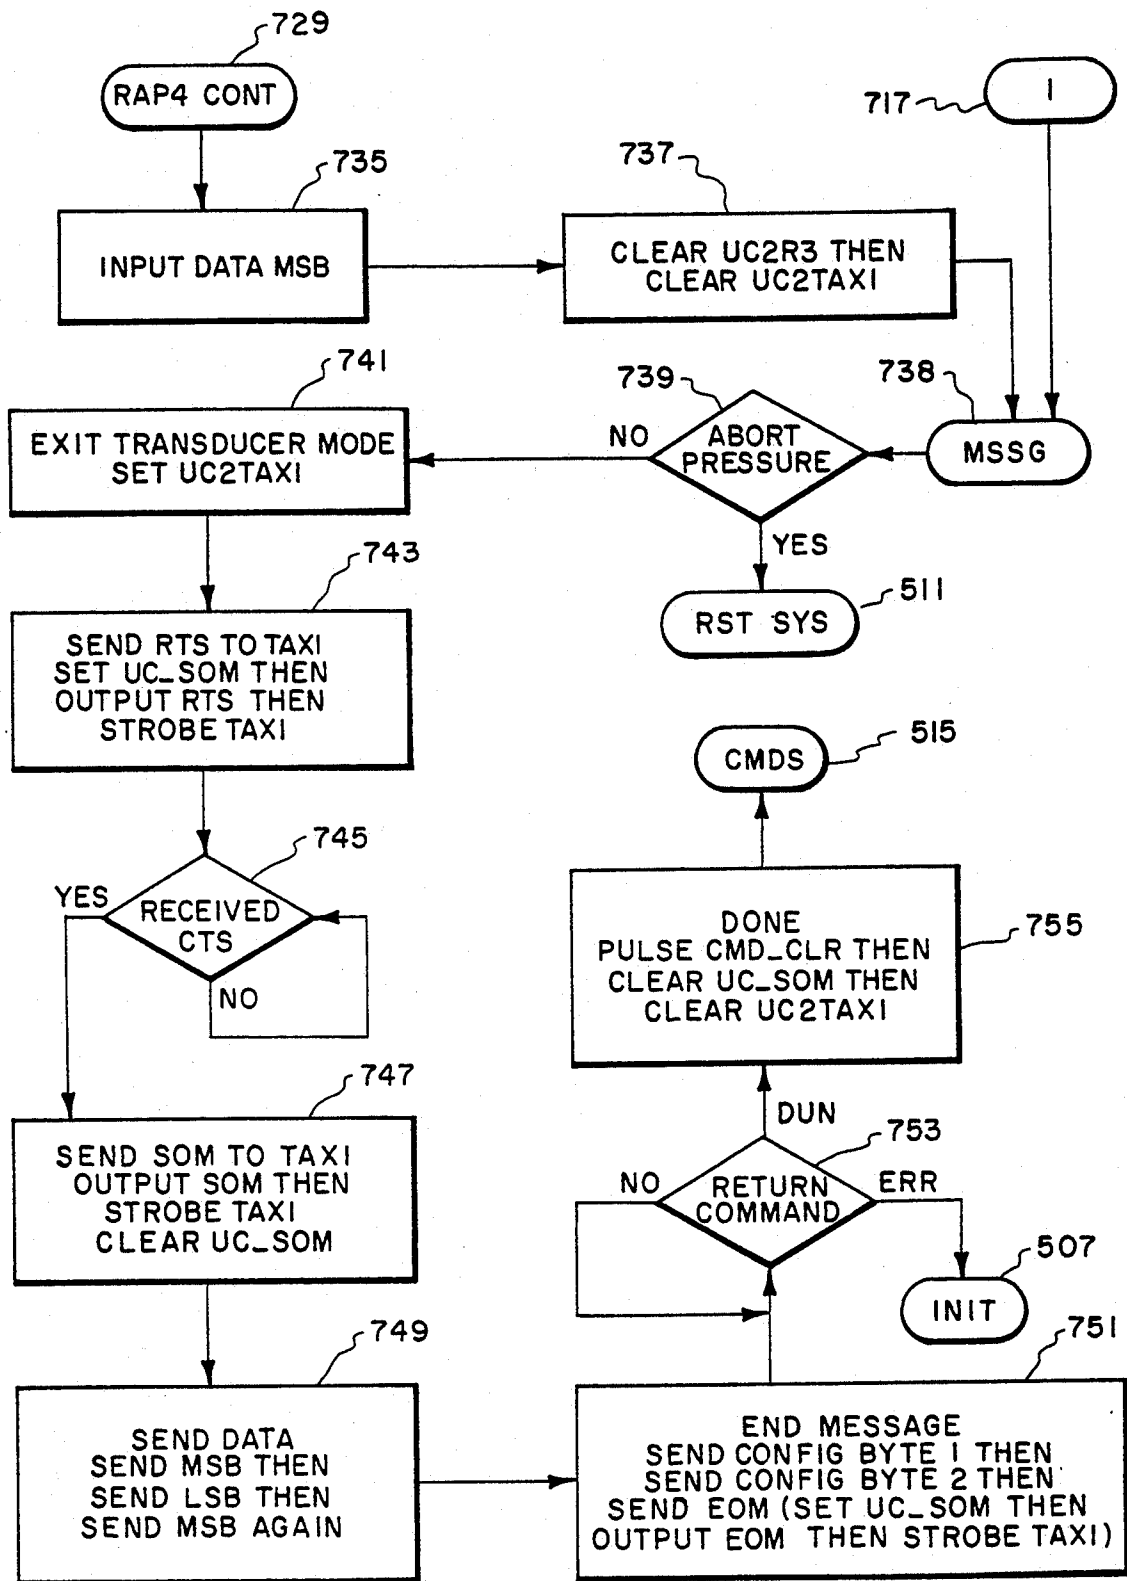 729
RAP4 CONT
717
1
735
INPUT DATA MSB
737
CLEAR UC2R3 THEN
CLEAR UC2TAXI
741
EXIT TRANSDUCER MODE
SET UC2TAXI
739
ABORT
PRESSURE
NO
YES
738
MSSG
511
RST SYS
743
SEND RTS TO TAXI
SET UC_SOM THEN
OUTPUT RTS THEN
STROBE TAXI
745
RECEIVED
CTS
YES
NO
747
SEND SOM TO TAXI
OUTPUT SOM THEN
STROBE TAXI
CLEAR UC_SOM
749
SEND DATA
SEND MSB THEN
SEND LSB THEN
SEND MSB AGAIN
751
END MESSAGE
SEND CONFIG BYTE 1 THEN
SEND CONFIG BYTE 2 THEN
SEND EOM (SET UC_SOM THEN
OUTPUT EOM THEN STROBE TAXI)
753
RETURN
COMMAND
NO
DUN
ERR
507
INIT
755
DONE
PULSE CMD_CLR THEN
CLEAR UC_SOM THEN
CLEAR UC2TAXI
515
CMDS